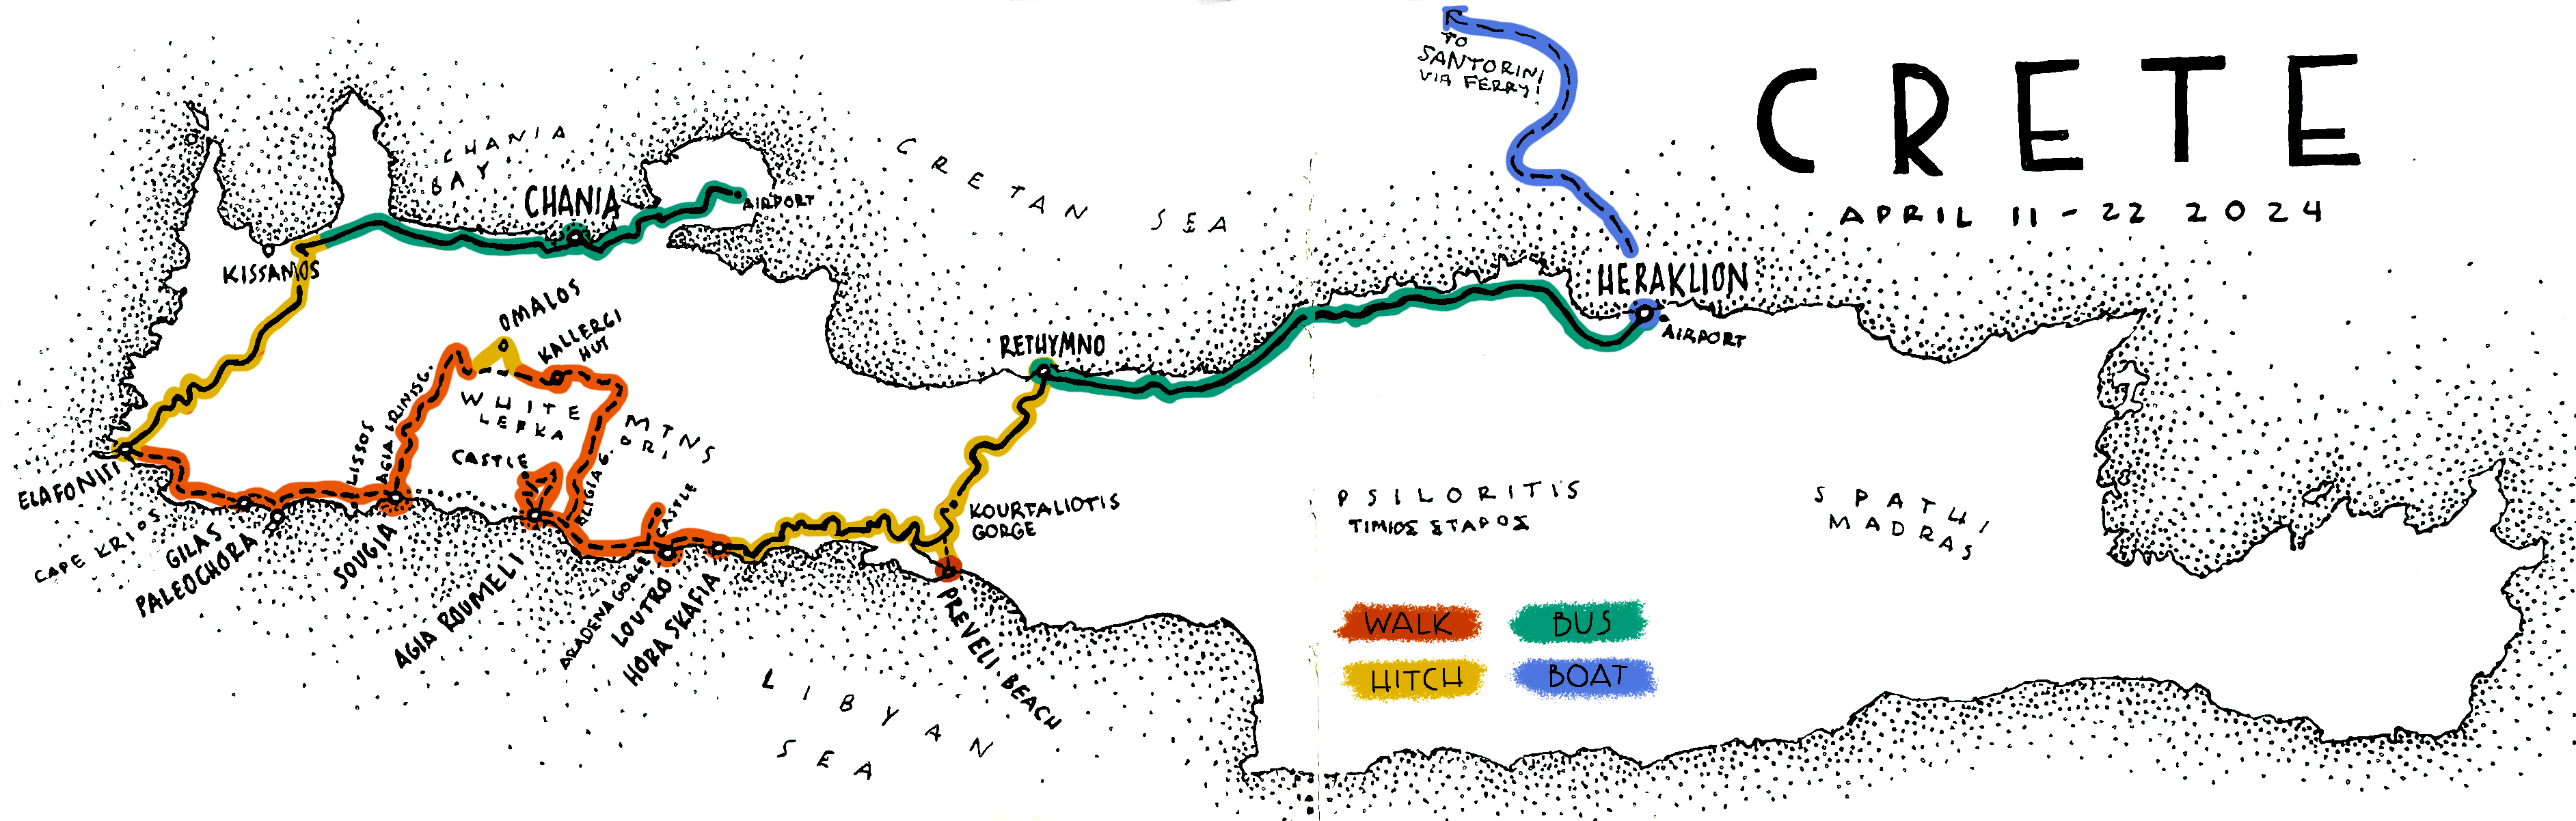 CRETE
APRIL 11-22 2024
TO
SANTORINI
VIA FERRY!
CHANIA
BAY
CRETAN SEA
CHANIA
AIRPORT
KISSAMOS
HERAKLION
AIRPORT
RETHYMNO
OMALOS
KALLERGI
HUT
WHITE MTNS
LEFKA ORI
LISSOS
AGIA IRINISG.
CASTLE
ELIGIA G.
CASTLE
ELAFONISI
CAPE KRIOS
GILAS
PALEOCHORA
SOUGIA
AGIA ROUMELI
ARADENA GORGE
LOUTRO
HORA SKAFIA
KOURTALIOTIS
GORGE
PREVELI BEACH
PSILORITIS
ΤΙΜΙΟΣ ΣΤΑΡΟΣ
SPATHI
MADRAS
WALK
BUS
HITCH
BOAT
LIBYAN
SEA